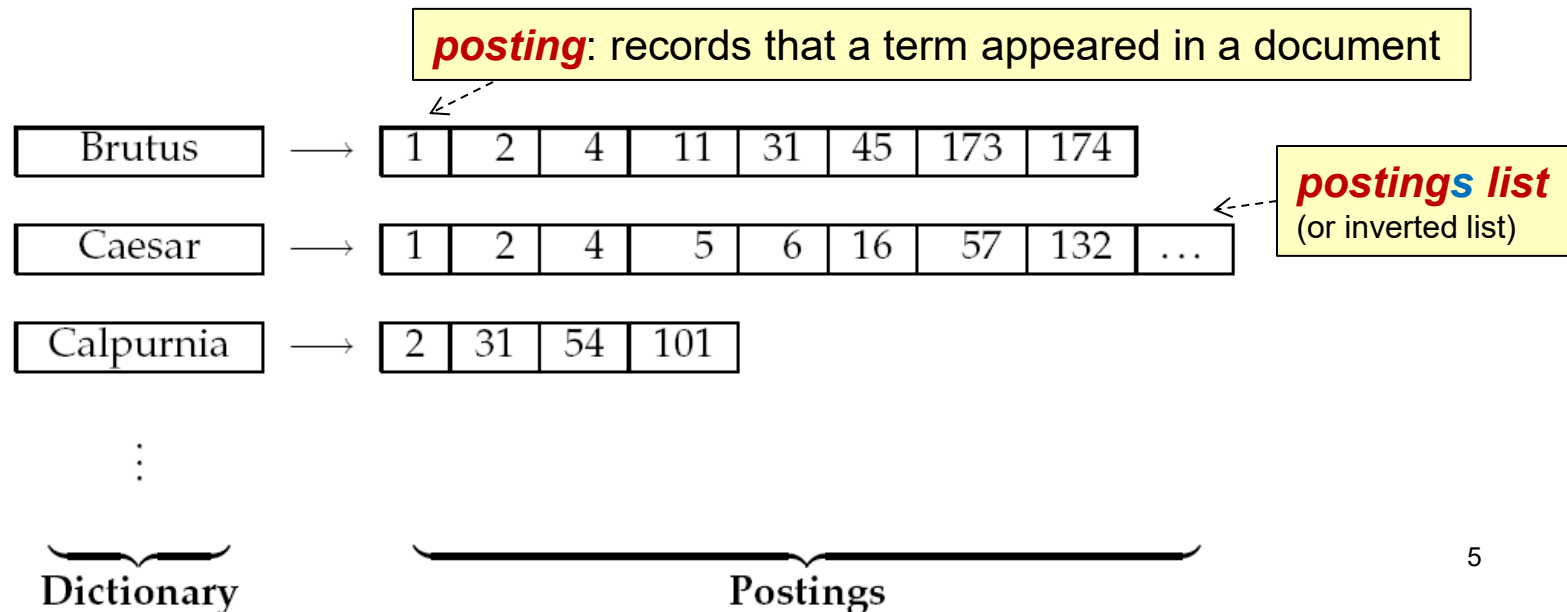 posting: records that a term appeared in a document
Brutus → 1 2 4 11 31 45 173 174
postings list
(or inverted list)
Caesar → 1 2 4 5 6 16 57 132 ...
Calpurnia → 2 31 54 101
⋮
Dictionary Postings
5